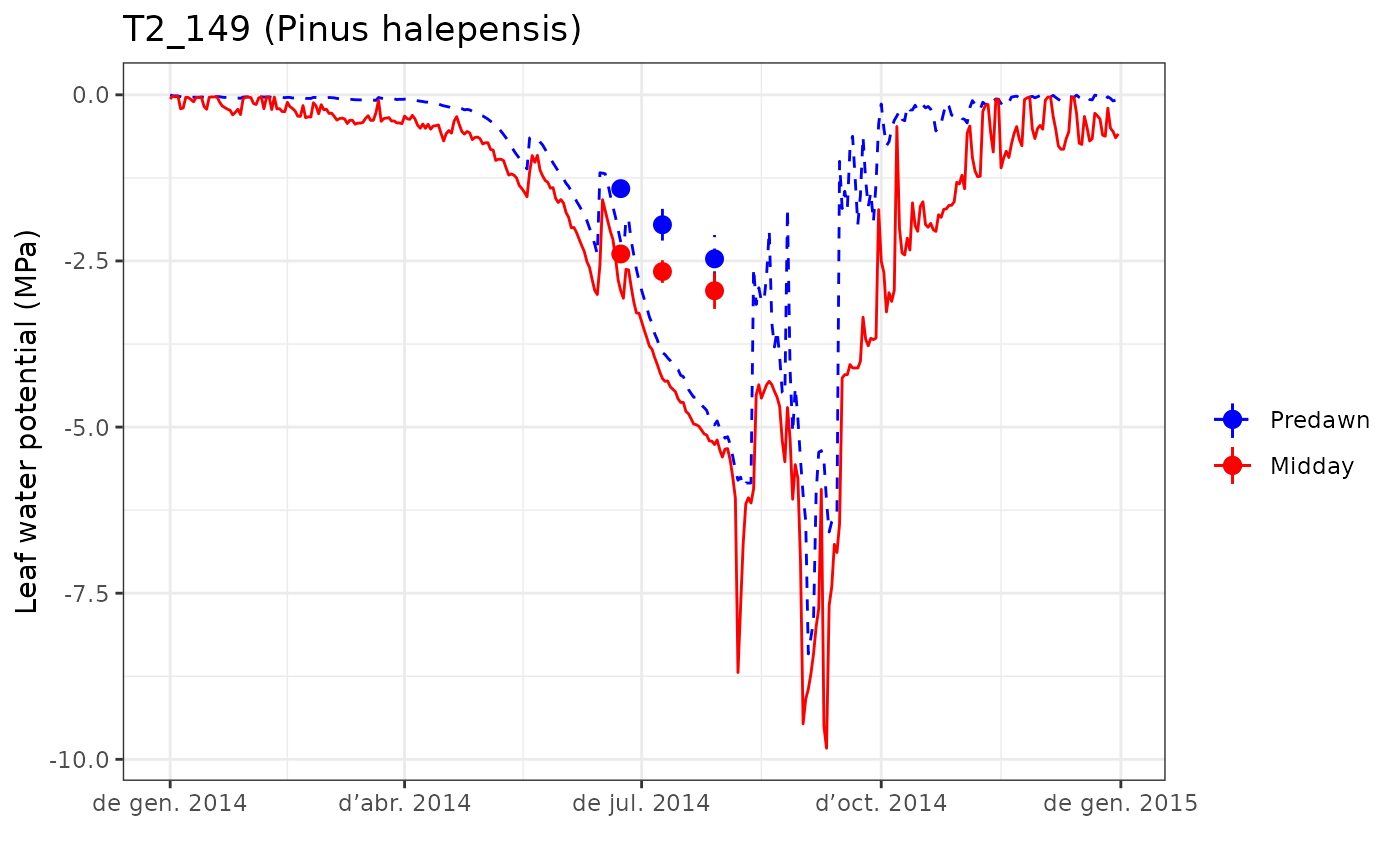 T2_149 (Pinus halepensis)
Leaf water potential (MPa)
0.0
-2.5
-5.0
-7.5
-10.0
de gen. 2014
d’abr. 2014
de jul. 2014
d’oct. 2014
de gen. 2015
Predawn
Midday